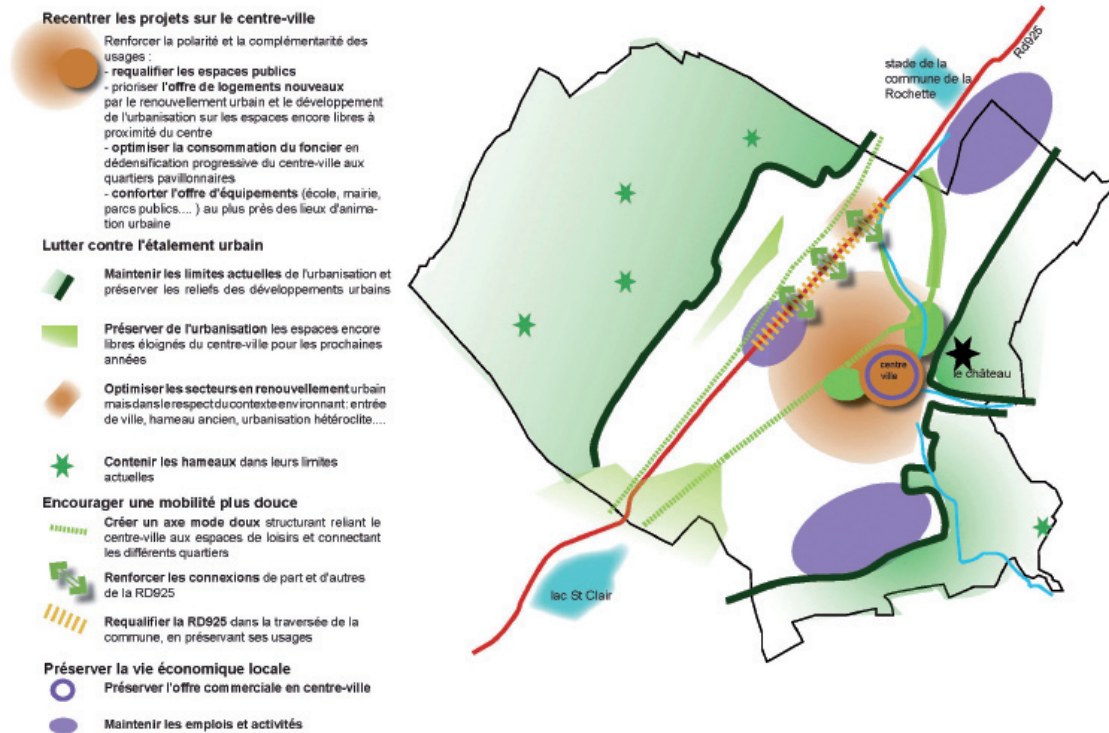 Recentrer les projets sur le centre-ville
Renforcer la polarité et la complémentarité des
usages :
- requalifier les espaces publics
- prioriser l'offre de logements nouveaux
par le renouvellement urbain et le développement
de l'urbanisation sur les espaces encore libres à
proximité du centre
- optimiser la consommation du foncier en
dédensification progressive du centre-ville aux
quartiers pavillonnaires
- conforter l'offre d'équipements (école, mairie,
parcs publics.... ) au plus près des lieux d'anima-
tion urbaine
Lutter contre l'étalement urbain
Maintenir les limites actuelles de l'urbanisation et
préserver les reliefs des développements urbains
Préserver de l'urbanisation les espaces encore
libres éloignés du centre-ville pour les prochaines
années
Optimiser les secteurs en renouvellement urbain
mais dans le respect du contexte environnant : entrée
de ville, hameau ancien, urbanisation hétéroclite....
Contenir les hameaux dans leurs limites
actuelles
Encourager une mobilité plus douce
Créer un axe mode doux structurant reliant le
centre-ville aux espaces de loisirs et connectant
les différents quartiers
Renforcer les connexions de part et d'autres
de la RD925
Requalifier la RD925 dans la traversée de la
commune, en préservant ses usages
Préserver la vie économique locale
Préserver l'offre commerciale en centre-ville
Maintenir les emplois et activités
Rd925
stade de la
commune de la
Rochette
centre
ville
le château
lac St Clair